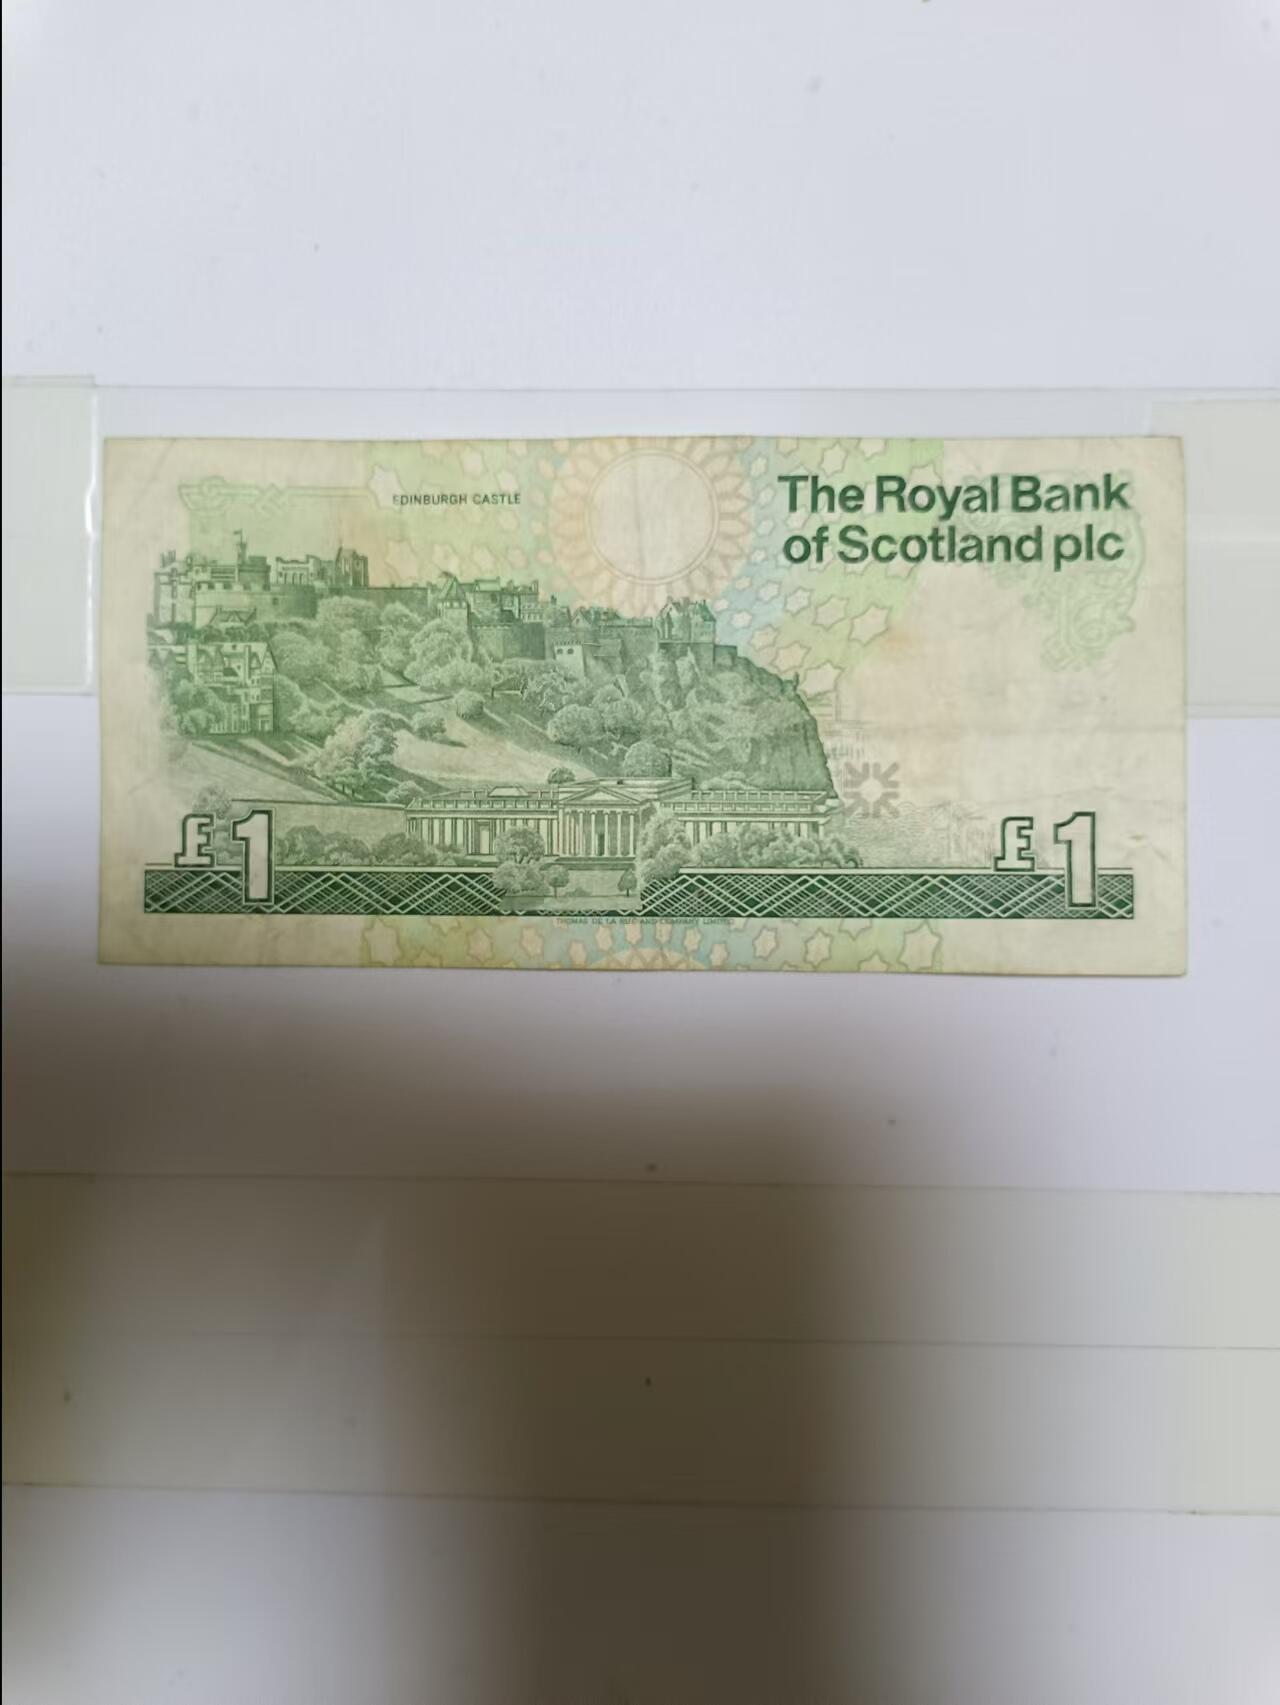 EDINBURGH CASTLE
The Royal Bank
of Scotland plc
£1
£1
THOMAS DE LA RUE AND COMPANY LIMITED